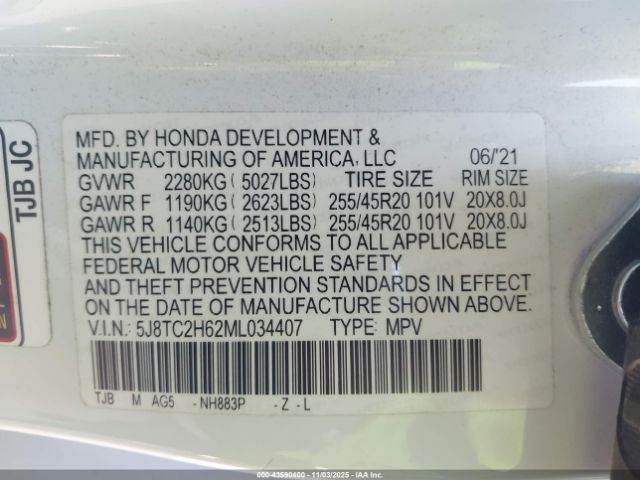 TJB JC
MFD. BY HONDA DEVELOPMENT &
MANUFACTURING OF AMERICA, LLC 06/'21
GVWR 2280KG( 5027LBS) TIRE SIZE RIM SIZE
GAWR F 1190KG( 2623LBS) 255/45R20 101V 20X8.0J
GAWR R 1140KG( 2513LBS) 255/45R20 101V 20X8.0J
THIS VEHICLE CONFORMS TO ALL APPLICABLE
FEDERAL MOTOR VEHICLE SAFETY
AND THEFT PREVENTION STANDARDS IN EFFECT
ON THE DATE OF MANUFACTURE SHOWN ABOVE.
V.I.N.: 5J8TC2H62ML034407 TYPE: MPV
TJB M AG5 -NH883P -Z -L
000-43590400 - 11/03/2025 - IAAI.COM